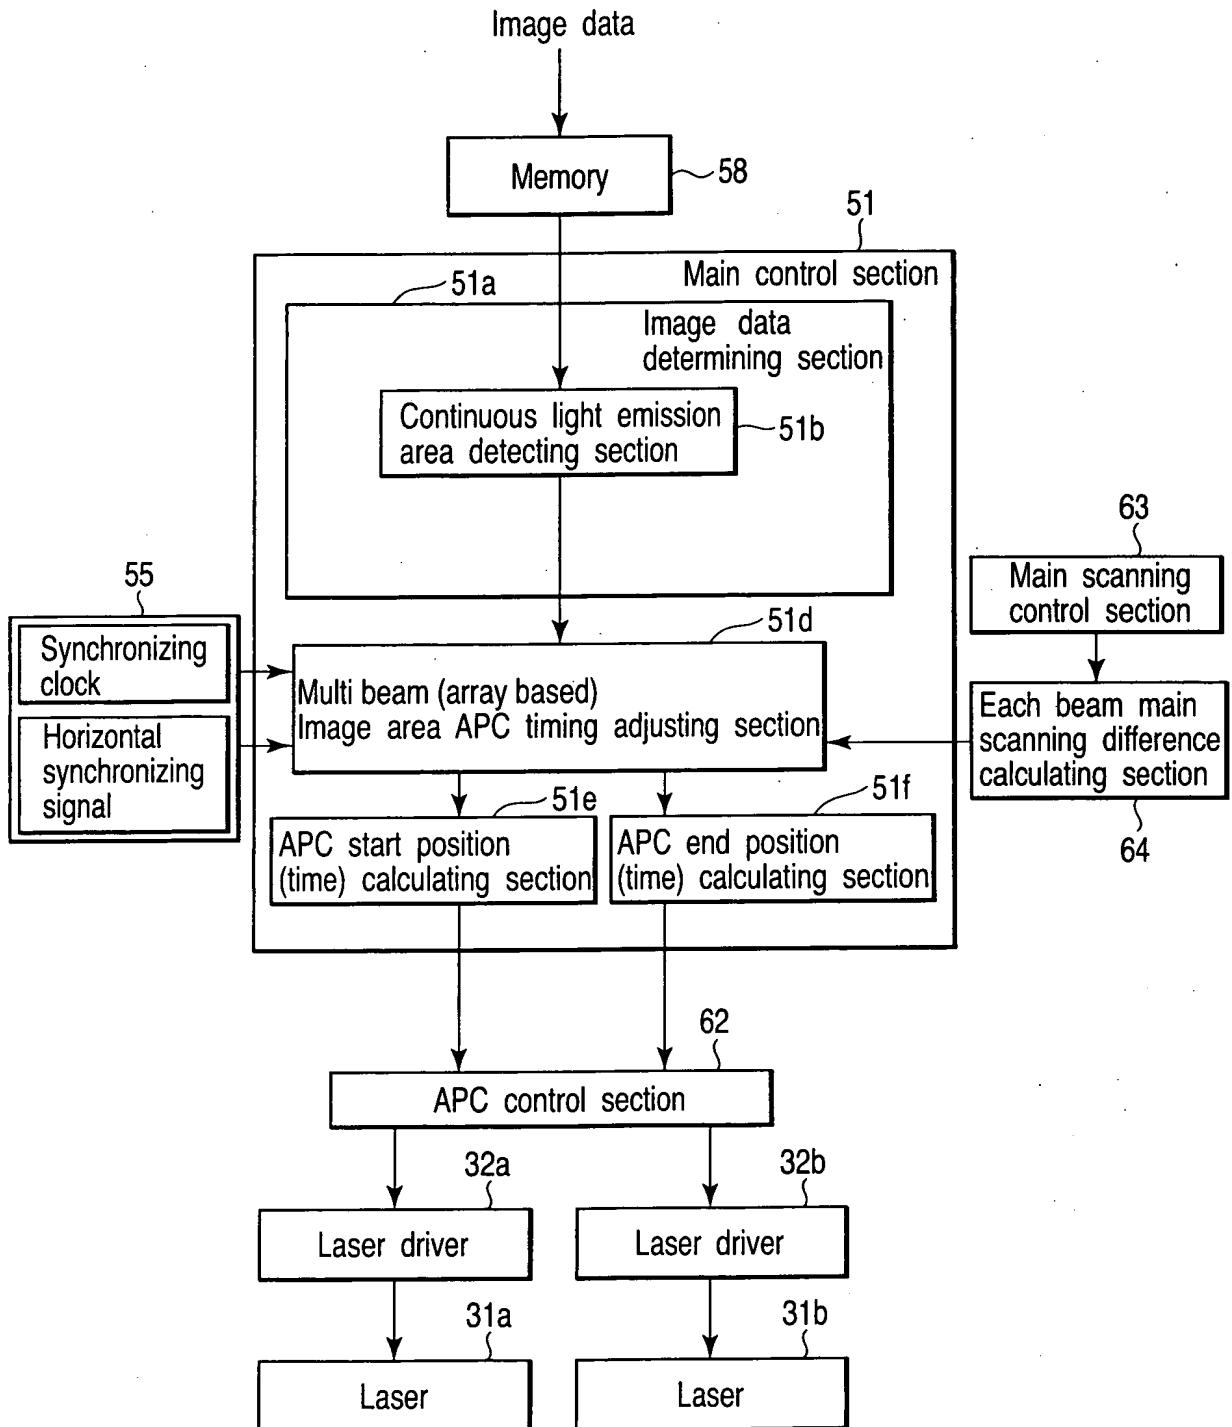 Image data
Memory
58
51
Main control section
51a
Image data
determining section
Continuous light emission
area detecting section
51b
63
Main scanning
control section
55
Synchronizing
clock
Horizontal
synchronizing
signal
51d
Multi beam (array based)
Image area APC timing adjusting section
Each beam main
scanning difference
calculating section
64
51e
APC start position
(time) calculating section
51f
APC end position
(time) calculating section
62
APC control section
32a
Laser driver
32b
Laser driver
31a
Laser
31b
Laser